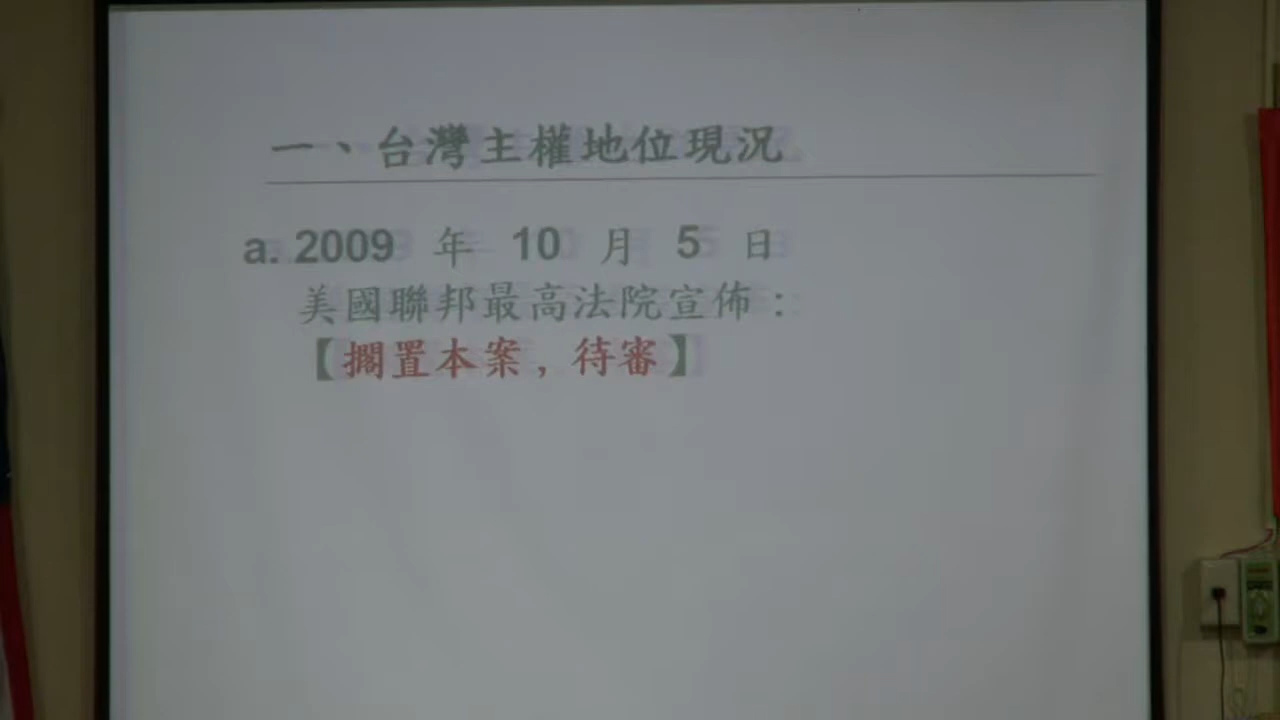 一、台灣主權地位現況
a. 2009 年 10 月 5 日
美國聯邦最高法院宣佈：
【擱置本案，待審】